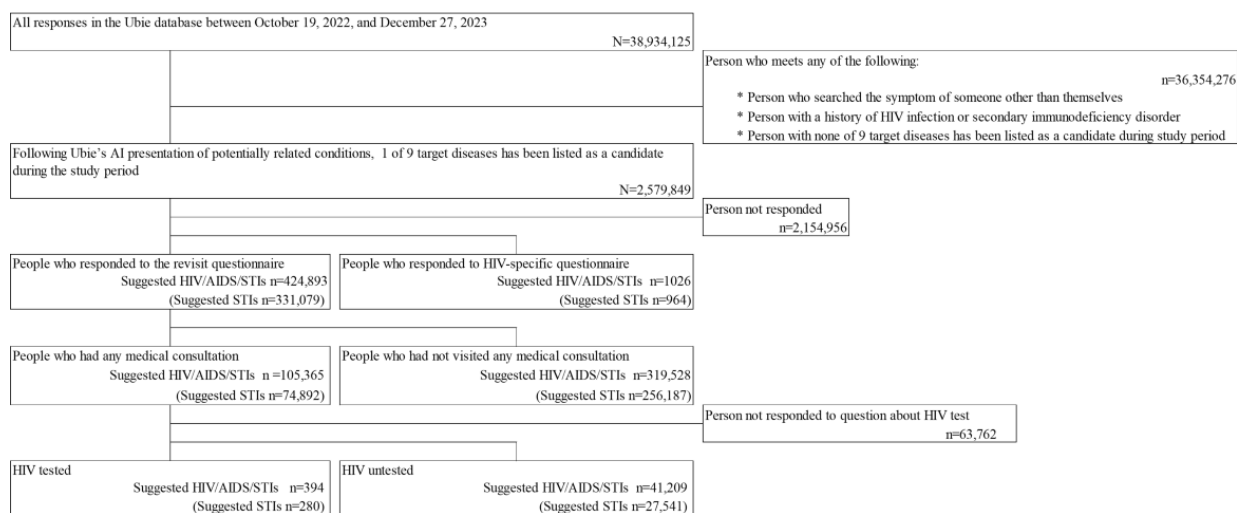 All responses in the Ubie database between October 19, 2022, and December 27, 2023
N=38,934,125
Person who meets any of the following:
n=36,354,276
* Person who searched the symptom of someone other than themselves
* Person with a history of HIV infection or secondary immunodeficiency disorder
* Person with none of 9 target diseases has been listed as a candidate during study period
Following Ubie's AI presentation of potentially related conditions, 1 of 9 target diseases has been listed as a candidate
during the study period
N=2,579,849
Person not responded
n=2,154,956
People who responded to the revisit questionnaire
Suggested HIV/AIDS/STIs n=424,893
(Suggested STIs n=331,079)
People who responded to HIV-specific questionnaire
Suggested HIV/AIDS/STIs n=1026
(Suggested STIs n=964)
People who had any medical consultation
Suggested HIV/AIDS/STIs n =105,365
(Suggested STIs n=74,892)
People who had not visited any medical consultation
Suggested HIV/AIDS/STIs n=319,528
(Suggested STIs n=256,187)
Person not responded to question about HIV test
n=63,762
HIV tested
Suggested HIV/AIDS/STIs n=394
(Suggested STIs n=280)
HIV untested
Suggested HIV/AIDS/STIs n=41,209
(Suggested STIs n=27,541)